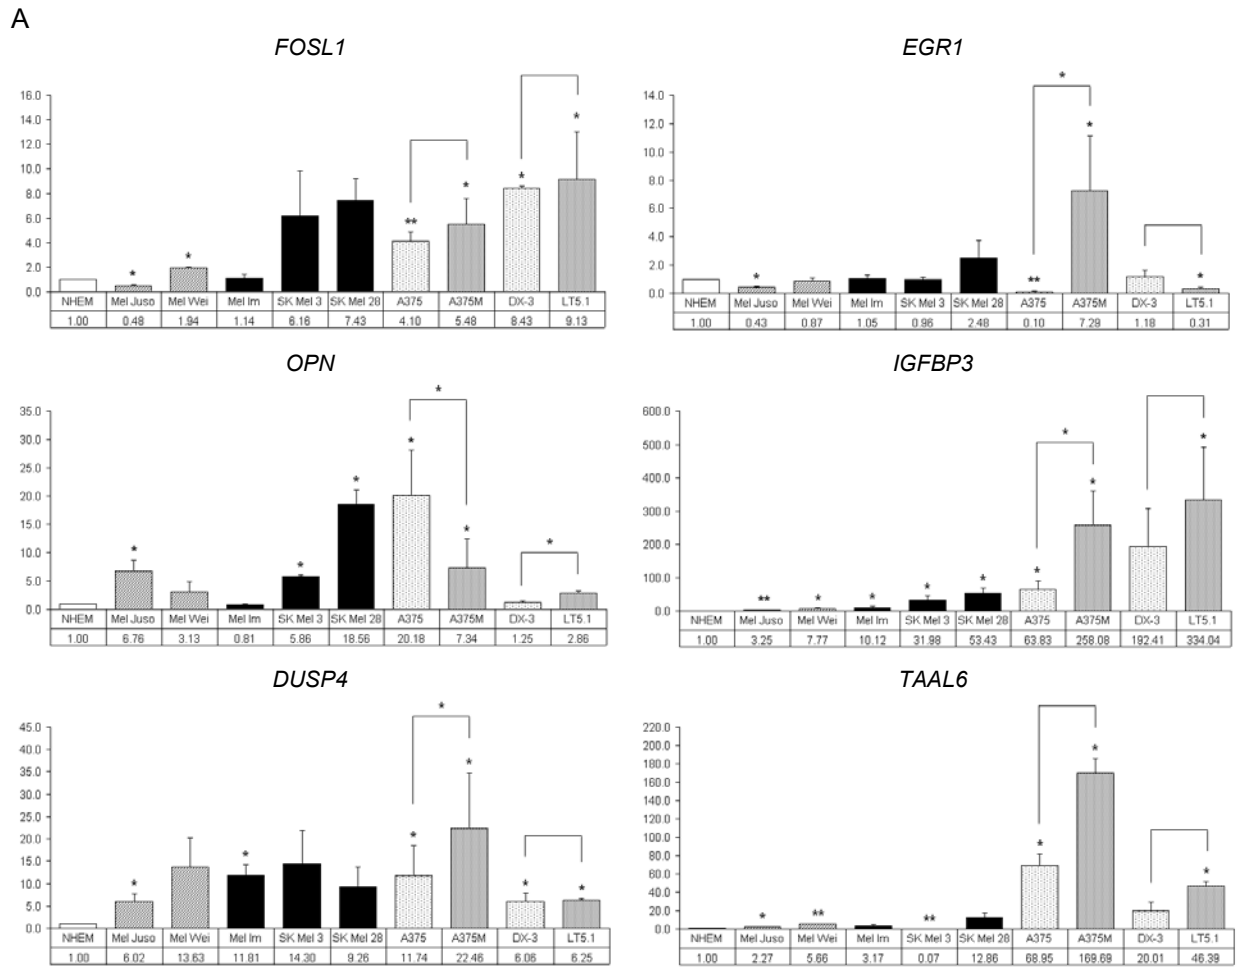 A
FOSL1
16.0
14.0
12.0
10.0
8.0
6.0
4.0
2.0
0.0
* * ** * * *
NHEM Mel Juso Mel Wei Mel Im SK Mel 3 SK Mel 28 A375 A375M DX-3 LT5.1
1.00 0.48 1.94 1.14 6.16 7.43 4.10 5.48 8.43 9.13
EGR1
14.0
12.0
10.0
8.0
6.0
4.0
2.0
0.0
*
* ** * *
NHEM Mel Juso Mel Wei Mel Im SK Mel 3 SK Mel 28 A375 A375M DX-3 LT5.1
1.00 0.43 0.87 1.05 0.96 2.48 0.10 7.29 1.18 0.31
OPN
35.0
30.0
25.0
20.0
15.0
10.0
5.0
0.0
* *
* * * * *
NHEM Mel Juso Mel Wei Mel Im SK Mel 3 SK Mel 28 A375 A375M DX-3 LT5.1
1.00 6.76 3.13 0.81 5.86 18.56 20.18 7.34 1.25 2.86
IGFBP3
600.0
500.0
400.0
300.0
200.0
100.0
0.0
*
** * * * * * * *
NHEM Mel Juso Mel Wei Mel Im SK Mel 3 SK Mel 28 A375 A375M DX-3 LT5.1
1.00 3.25 7.77 10.12 31.98 53.43 63.83 258.08 192.41 334.04
DUSP4
45.0
40.0
35.0
30.0
25.0
20.0
15.0
10.0
5.0
0.0
*
* * * * * *
NHEM Mel Juso Mel Wei Mel Im SK Mel 3 SK Mel 28 A375 A375M DX-3 LT5.1
1.00 6.02 13.63 11.81 14.30 9.26 11.74 22.46 6.06 6.25
TAAL6
220.0
200.0
180.0
160.0
140.0
120.0
100.0
80.0
60.0
40.0
20.0
0.0
* ** ** * * *
NHEM Mel Juso Mel Wei Mel Im SK Mel 3 SK Mel 28 A375 A375M DX-3 LT5.1
1.00 2.27 5.66 3.17 0.07 12.86 68.95 169.69 20.01 46.39